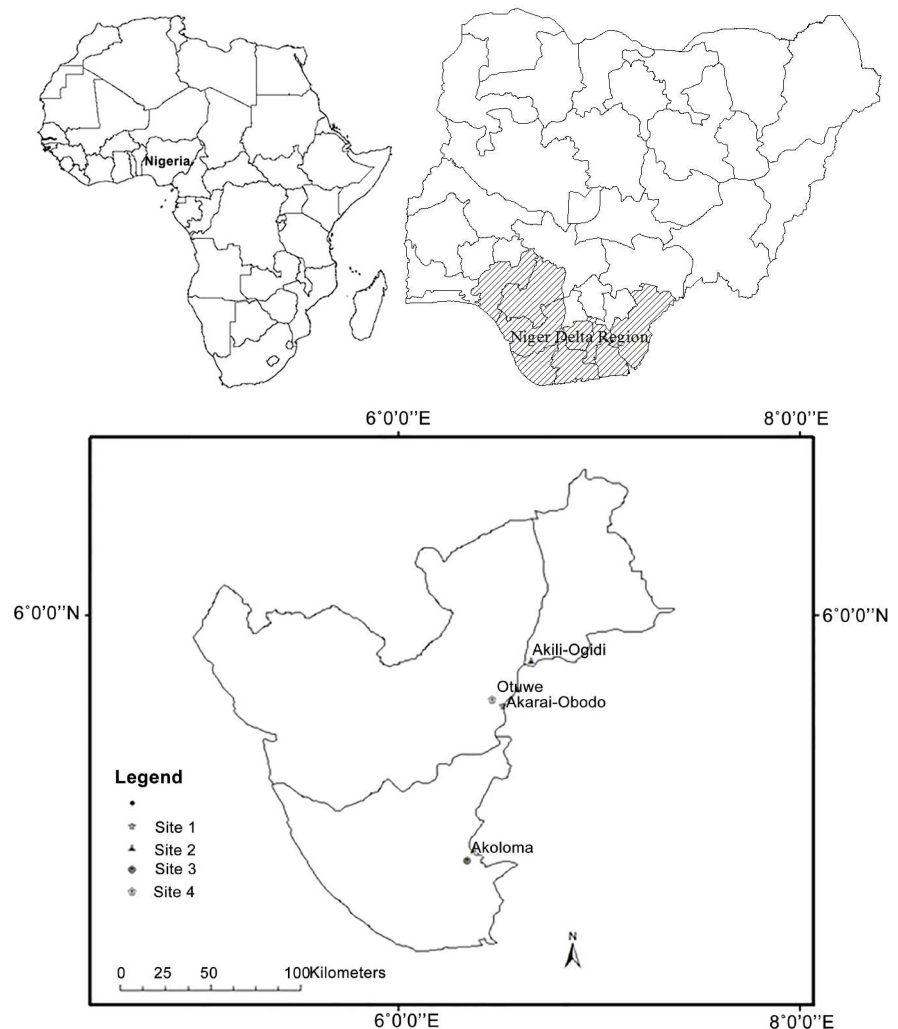 Nigeria
Niger Delta Region
6˚0’0’’E 8˚0’0’’E
6˚0’0’’N 6˚0’0’’N
Akili-Ogidi
Otuwe
Akarai-Obodo
Legend
Site 1
Site 2
Site 3
Site 4
Akoloma
N
0 25 50 100Kilometers
6˚0’0’’E 8˚0’0’’E